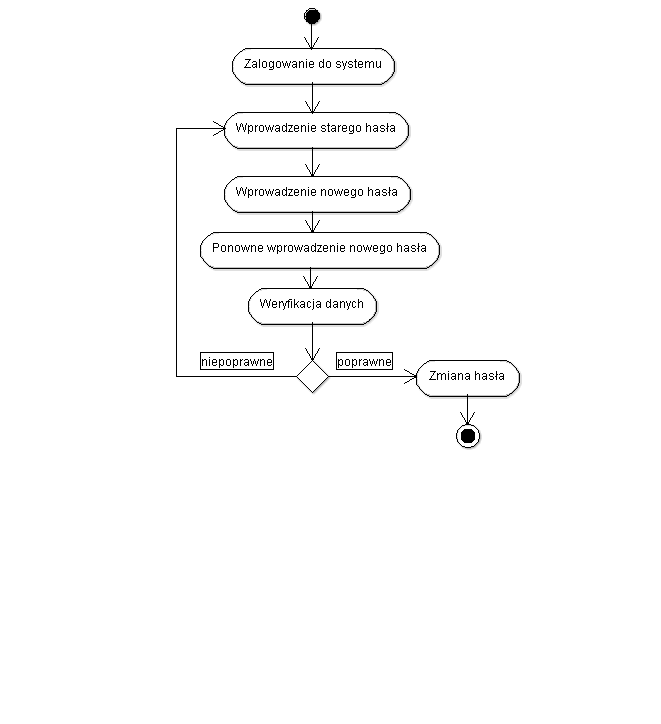 Zalogowanie do systemu
Wprowadzenie starego hasła
Wprowadzenie nowego hasła
Ponowne wprowadzenie nowego hasła
Weryfikacja danych
niepoprawne
poprawne
Zmiana hasła